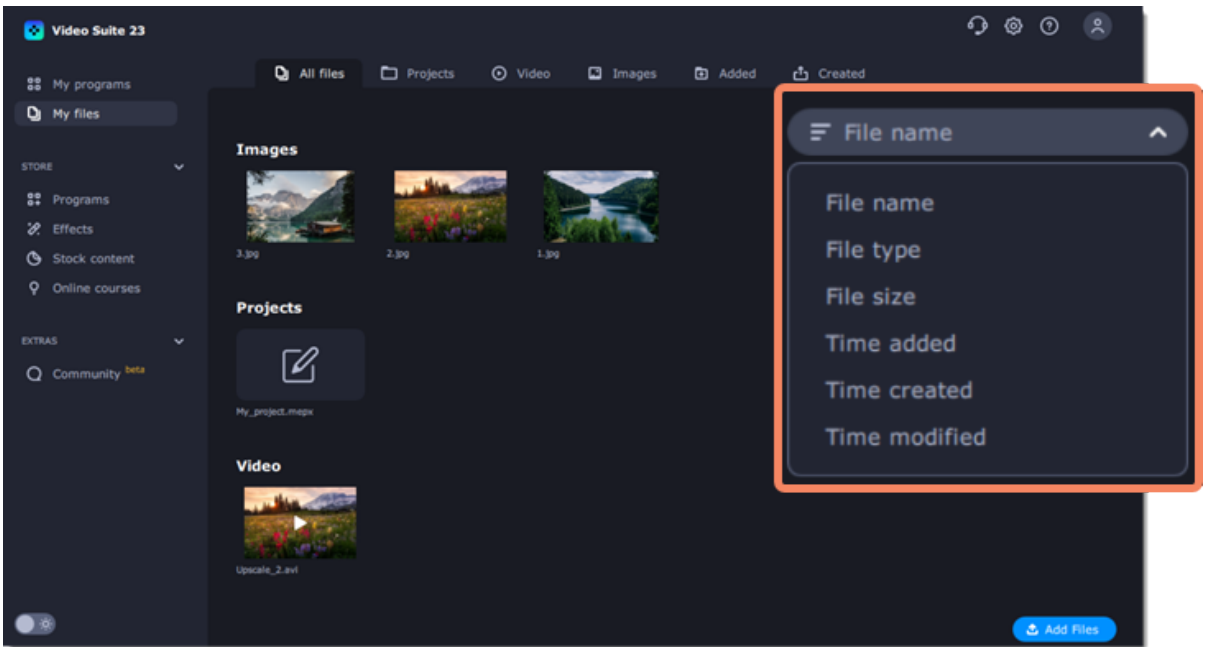 Video Suite 23
My programs
My files
STORE
Programs
Effects
Stock content
Online courses
EXTRAS
Community beta
All files
Projects
Video
Images
Added
Created
Images
3.jpg
2.jpg
1.jpg
Projects
My_project.mepx
Video
Upscale_2.avi
File name
File name
File type
File size
Time added
Time created
Time modified
Add Files